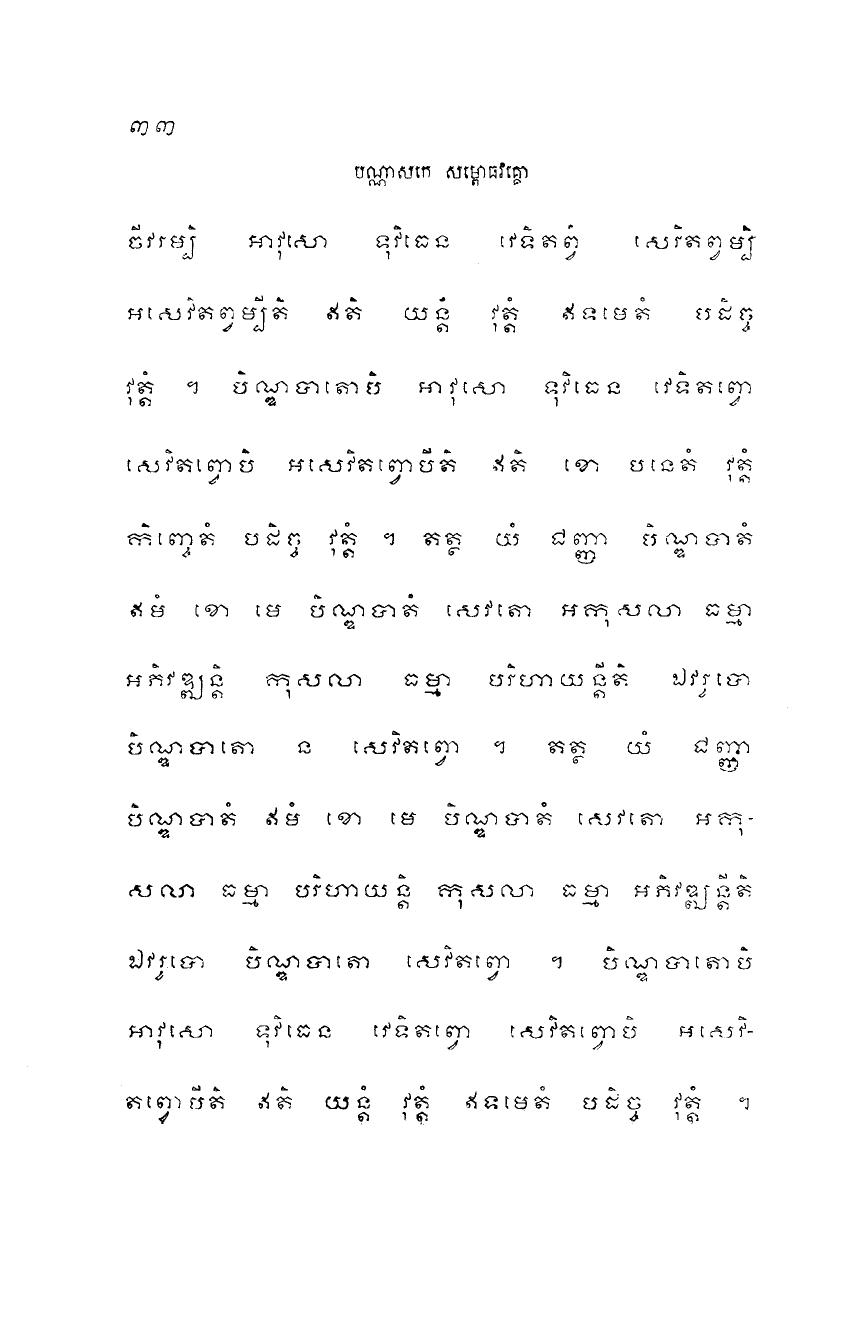 ៣៣
បណ្ណាសកេ សម្ពោធវគ្គោ
ចីវរម្បិ អាវុសោ ទុវិធេន វេទិតព្វំ សេវិតព្វម្បិ
អសេវិតព្វម្បីតិ ឥតិ យន្តំ វុត្តំ ឥទមេតំ បដិច្ច
វុត្តំ ។ បិណ្ឌបាតោបិ អាវុសោ ទុវិធេន វេទិតព្វោ
សេវិតព្វោបិ អសេវិតព្វោបីតិ ឥតិ ខោ បនេតំ វុត្តំ
កិញ្ចេតំ បដិច្ច វុត្តំ ។ តត្ថ យំ ជញ្ញា បិណ្ឌបាតំ
ឥមំ ខោ មេ បិណ្ឌបាតំ សេវតោ អកុសលា ធម្មា
អភិវឌ្ឍន្តិ កុសលា ធម្មា បរិហាយន្តីតិ ឯវរូបោ
បិណ្ឌបាតោ ន សេវិតព្វោ ។ តត្ថ យំ ជញ្ញា
បិណ្ឌបាតំ ឥមំ ខោ មេ បិណ្ឌបាតំ សេវតោ អកុ-
សលា ធម្មា បរិហាយន្តិ កុសលា ធម្មា អភិវឌ្ឍន្តីតិ
ឯវរូបោ បិណ្ឌបាតោ សេវិតព្វោ ។ បិណ្ឌបាតោបិ
អាវុសោ ទុវិធេន វេទិតព្វោ សេវិតព្វោបិ អសេវិ-
តព្វោបីតិ ឥតិ យន្តំ វុត្តំ ឥទមេតំ បដិច្ច វុត្តំ ។